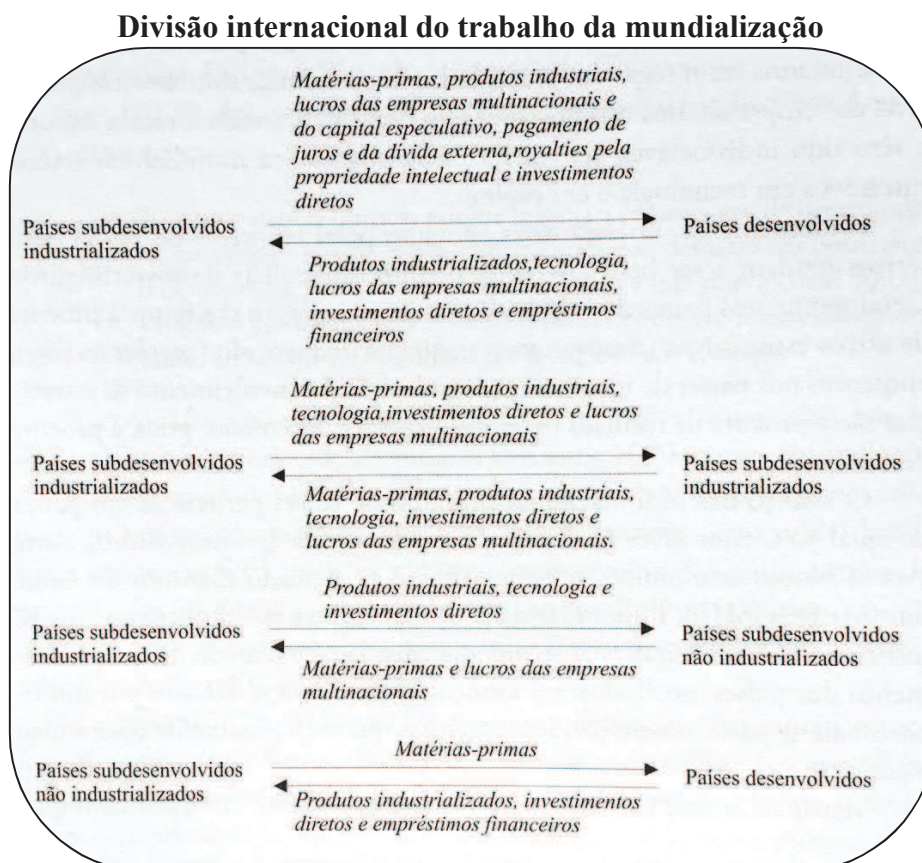 Divisão internacional do trabalho da mundialização
Matérias-primas, produtos industriais,
lucros das empresas multinacionais e
do capital especulativo, pagamento de
juros e da dívida externa,royalties pela
propriedade intelectual e investimentos
diretos
Países subdesenvolvidos
industrializados
Países desenvolvidos
Produtos industrializados,tecnologia,
lucros das empresas multinacionais,
investimentos diretos e empréstimos
financeiros
Matérias-primas, produtos industriais,
tecnologia,investimentos diretos e lucros
das empresas multinacionais
Países subdesenvolvidos
industrializados
Países subdesenvolvidos
industrializados
Matérias-primas, produtos industriais,
tecnologia, investimentos diretos e
lucros das empresas multinacionais.
Produtos industriais, tecnologia e
investimentos diretos
Países subdesenvolvidos
industrializados
Países subdesenvolvidos
não industrializados
Matérias-primas e lucros das empresas
multinacionais
Matérias-primas
Países subdesenvolvidos
não industrializados
Países desenvolvidos
Produtos industrializados, investimentos
diretos e empréstimos financeiros